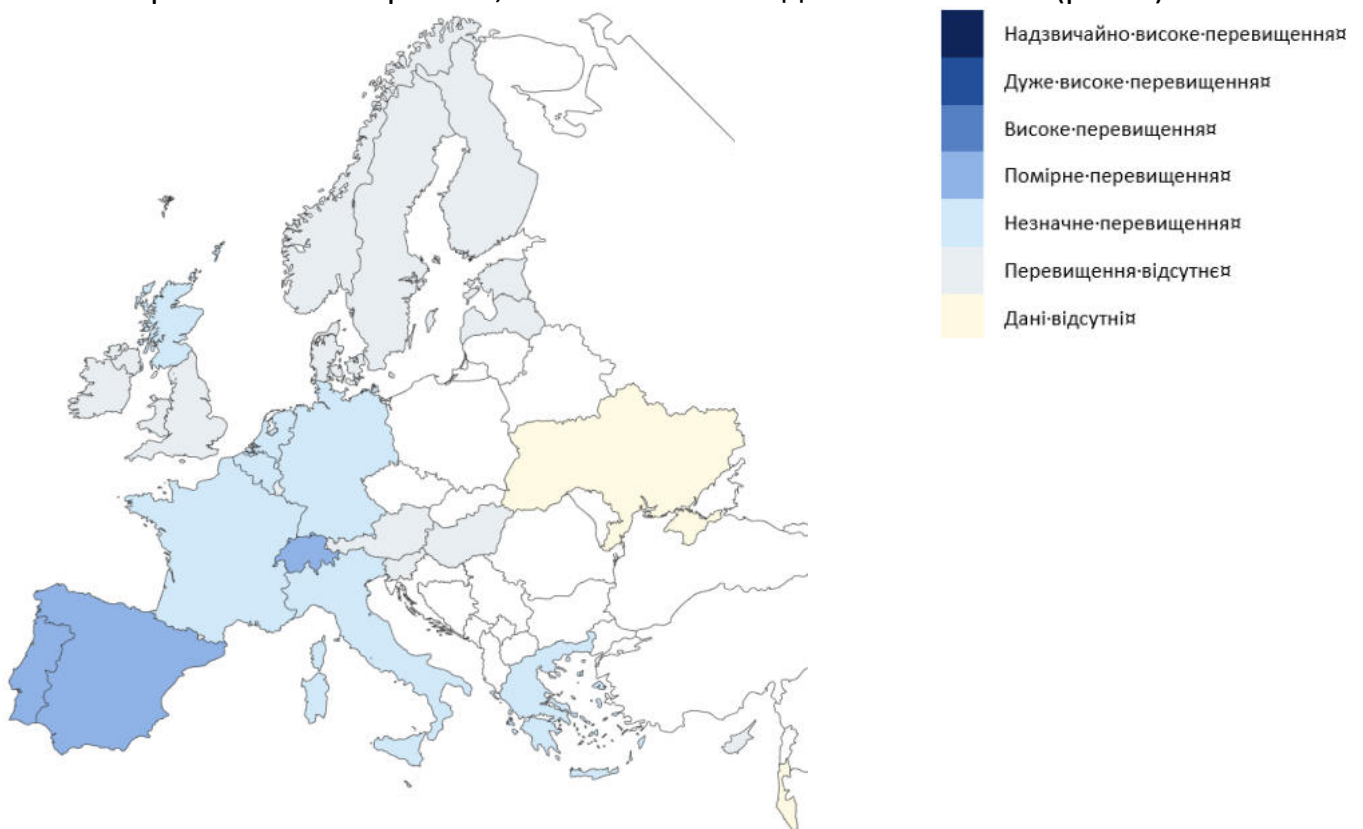 Надзвичайно·високе·перевищення¤
Дуже·високе·перевищення¤
Високе·перевищення¤
Помірне·перевищення¤
Незначне·перевищення¤
Перевищення·відсутнє¤
Дані·відсутні¤